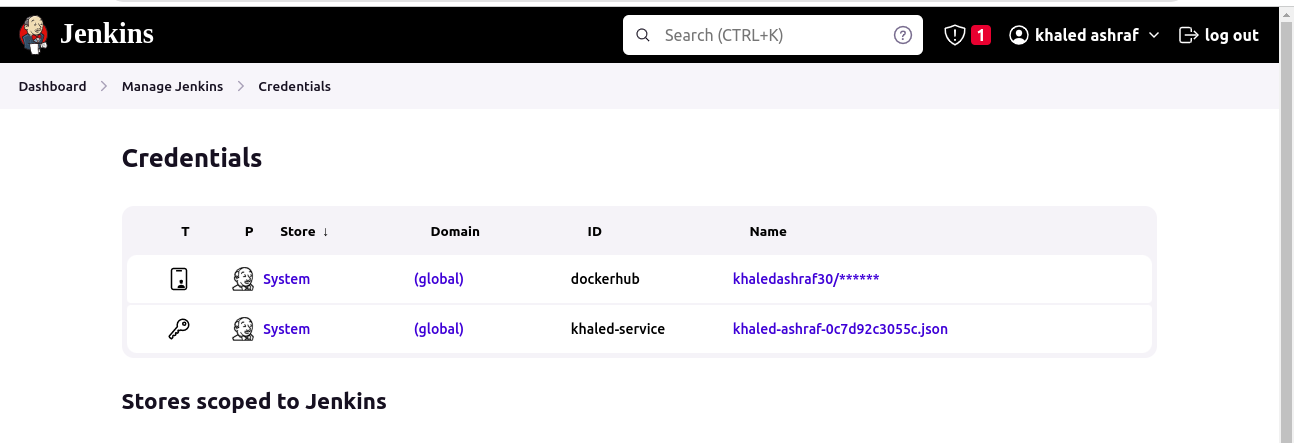 Jenkins Search (CTRL+K) 1 khaled ashraf log out
Dashboard Manage Jenkins Credentials
Credentials
T P Store ↓ Domain ID Name
System (global) dockerhub khaledashraf30/******
System (global) khaled-service khaled-ashraf-0c7d92c3055c.json
Stores scoped to Jenkins